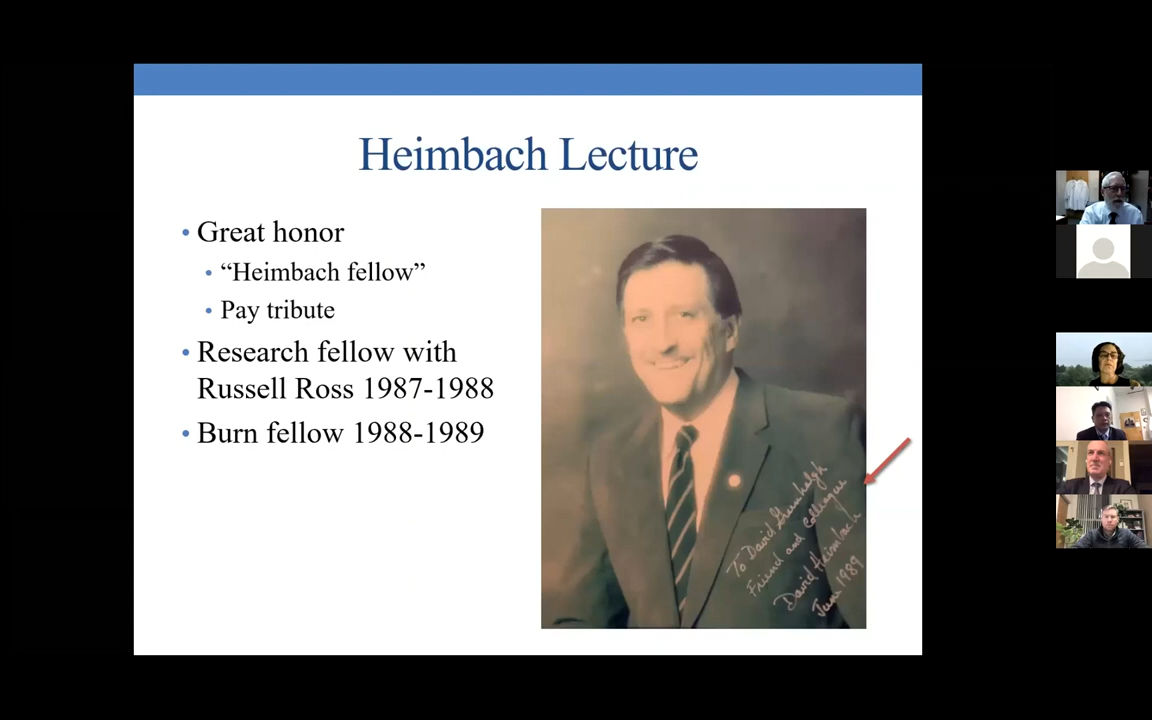 Heimbach Lecture
• Great honor
• “Heimbach fellow”
• Pay tribute
• Research fellow with
Russell Ross 1987-1988
• Burn fellow 1988-1989
To David Greenhalgh
Friend and Colleague
David Heimbach
June 1989